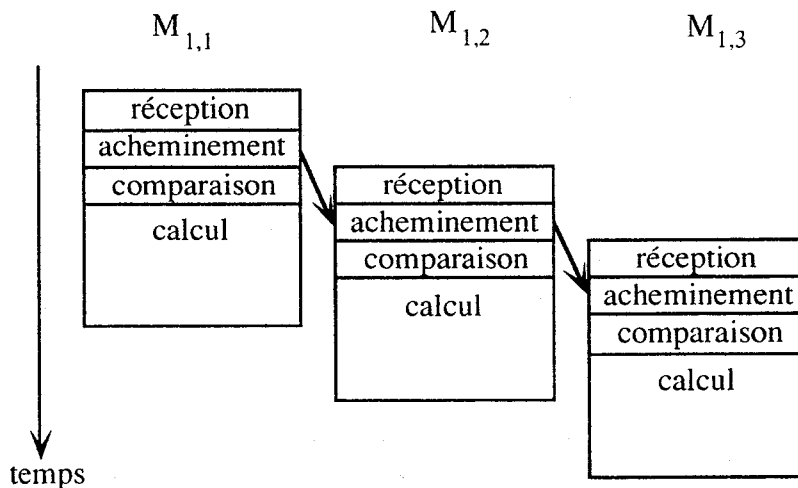 M1,1
M1,2
M1,3
réception
acheminement
comparaison
calcul
réception
acheminement
comparaison
calcul
réception
acheminement
comparaison
calcul
temps